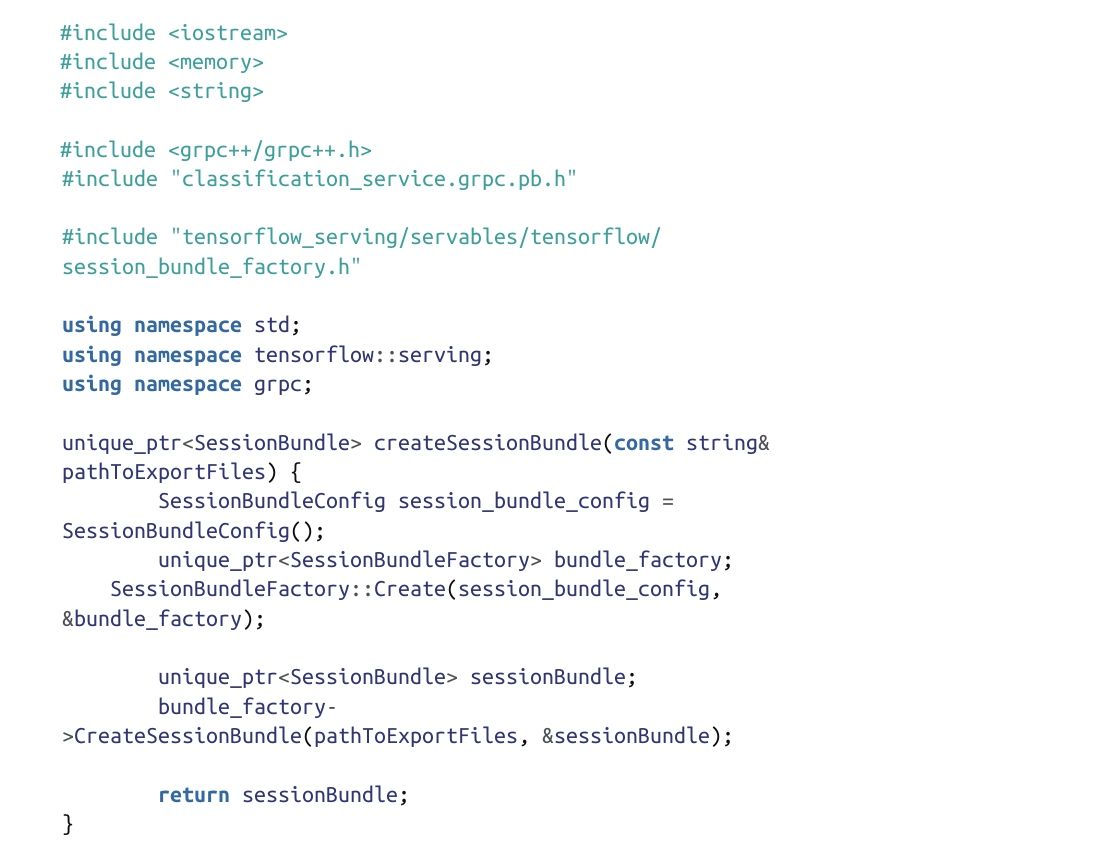 #include <iostream>
#include <memory>
#include <string>
#include <grpc++/grpc++.h>
#include "classification_service.grpc.pb.h"
#include "tensorflow_serving/servables/tensorflow/
session_bundle_factory.h"
using namespace std;
using namespace tensorflow::serving;
using namespace grpc;
unique_ptr<SessionBundle> createSessionBundle(const string&
pathToExportFiles) {
SessionBundleConfig session_bundle_config =
SessionBundleConfig();
unique_ptr<SessionBundleFactory> bundle_factory;
SessionBundleFactory::Create(session_bundle_config,
&bundle_factory);
unique_ptr<SessionBundle> sessionBundle;
bundle_factory-
>CreateSessionBundle(pathToExportFiles, &sessionBundle);
return sessionBundle;
}